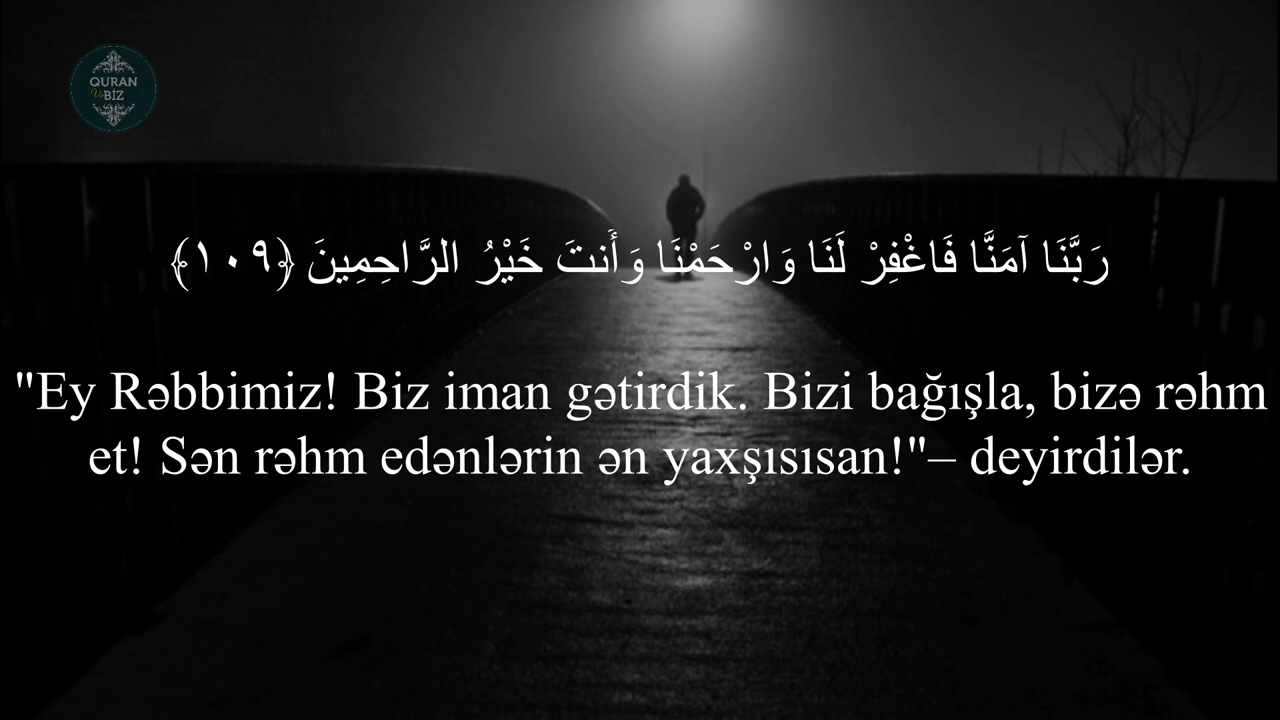 QURAN
Və
BİZ
رَبَّنَا آمَنَّا فَاغْفِرْ لَنَا وَارْحَمْنَا وَأَنتَ خَيْرُ الرَّاحِمِينَ ﴿١٠٩﴾
"Ey Rəbbimiz! Biz iman gətirdik. Bizi bağışla, bizə rəhm
et! Sən rəhm edənlərin ən yaxşısısan!"– deyirdilər.